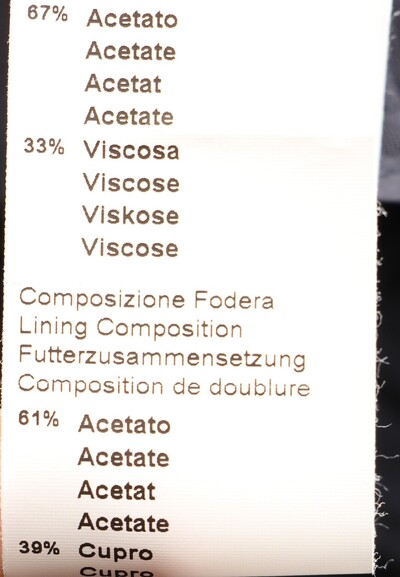 67% Acetato
Acetate
Acetat
Acetate
33% Viscosa
Viscose
Viskose
Viscose
Composizione Fodera
Lining Composition
Futterzusammensetzung
Composition de doublure
61% Acetato
Acetate
Acetat
Acetate
39% Cupro
Cupro